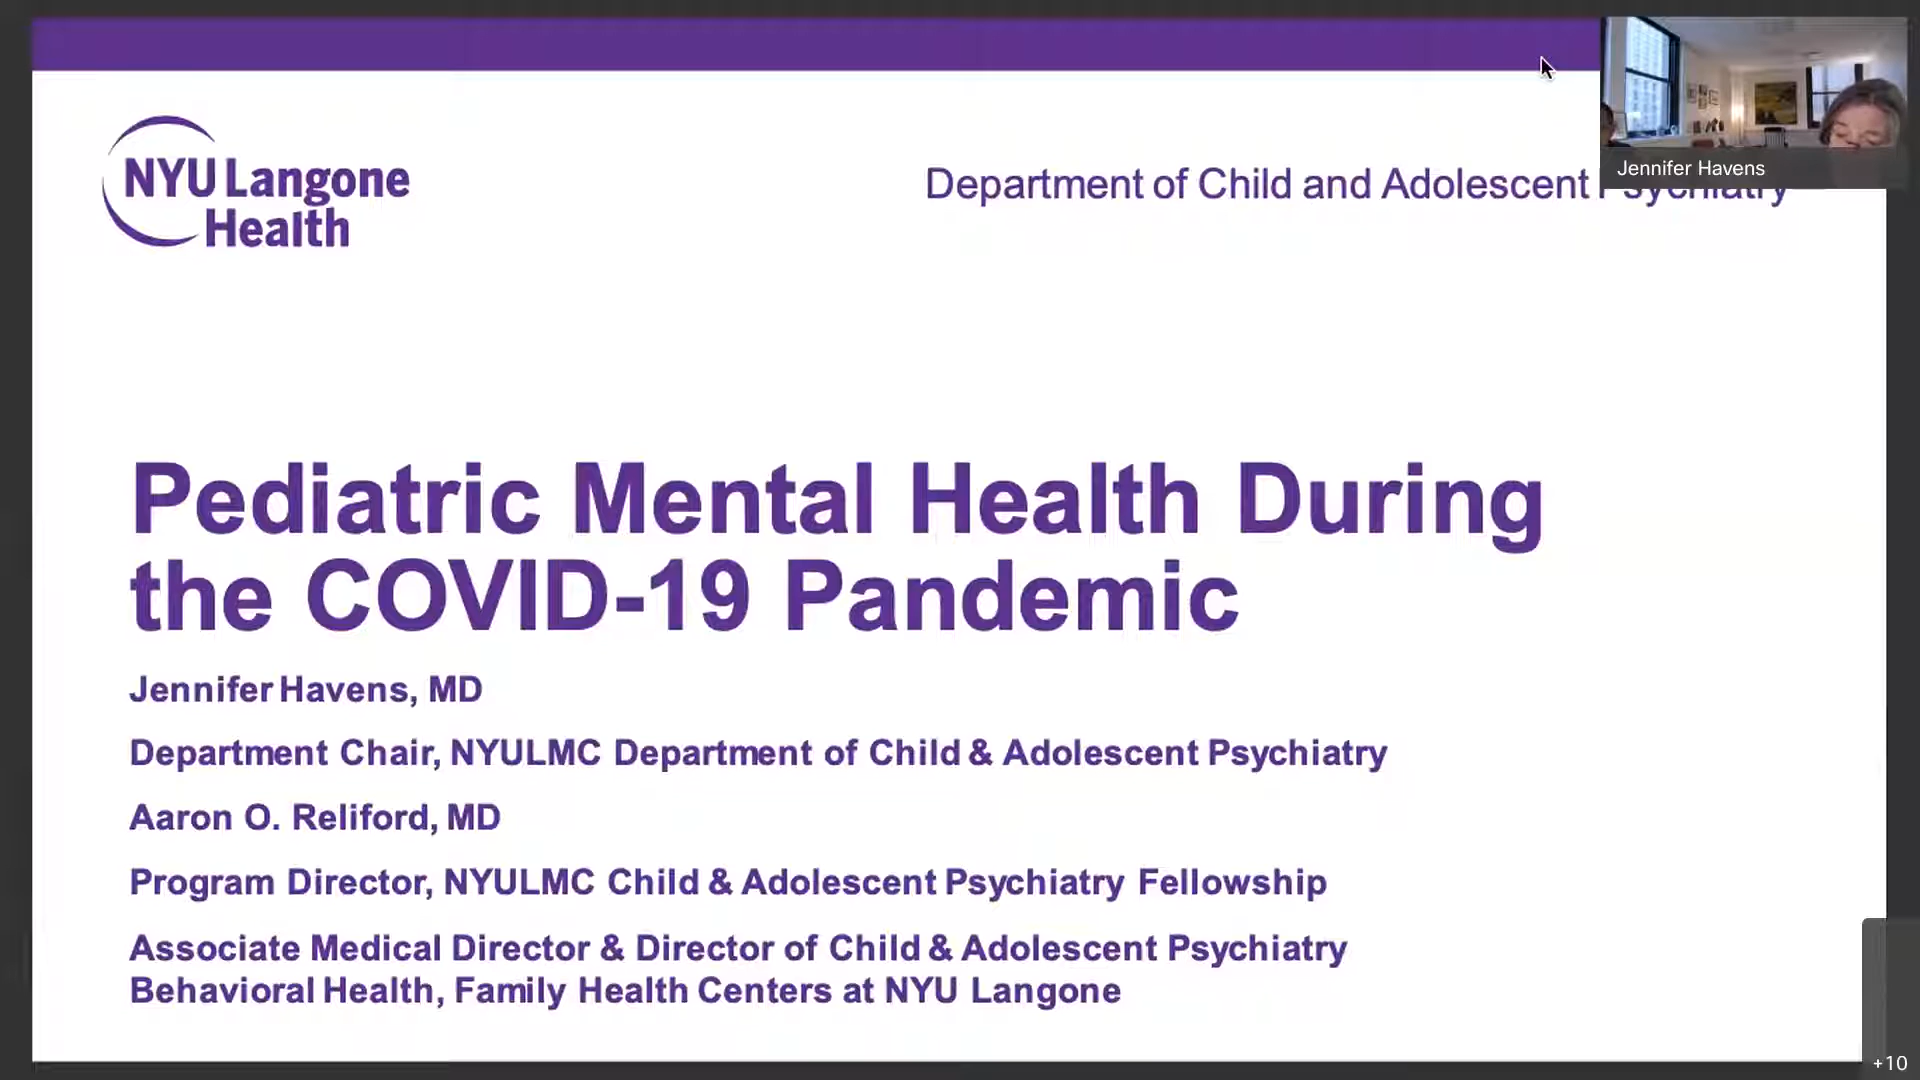 NYU Langone
Health
Department of Child and Adolescent Psychiatry
Jennifer Havens
Pediatric Mental Health During
the COVID-19 Pandemic
Jennifer Havens, MD
Department Chair, NYULMC Department of Child & Adolescent Psychiatry
Aaron O. Reliford, MD
Program Director, NYULMC Child & Adolescent Psychiatry Fellowship
Associate Medical Director & Director of Child & Adolescent Psychiatry
Behavioral Health, Family Health Centers at NYU Langone
+10